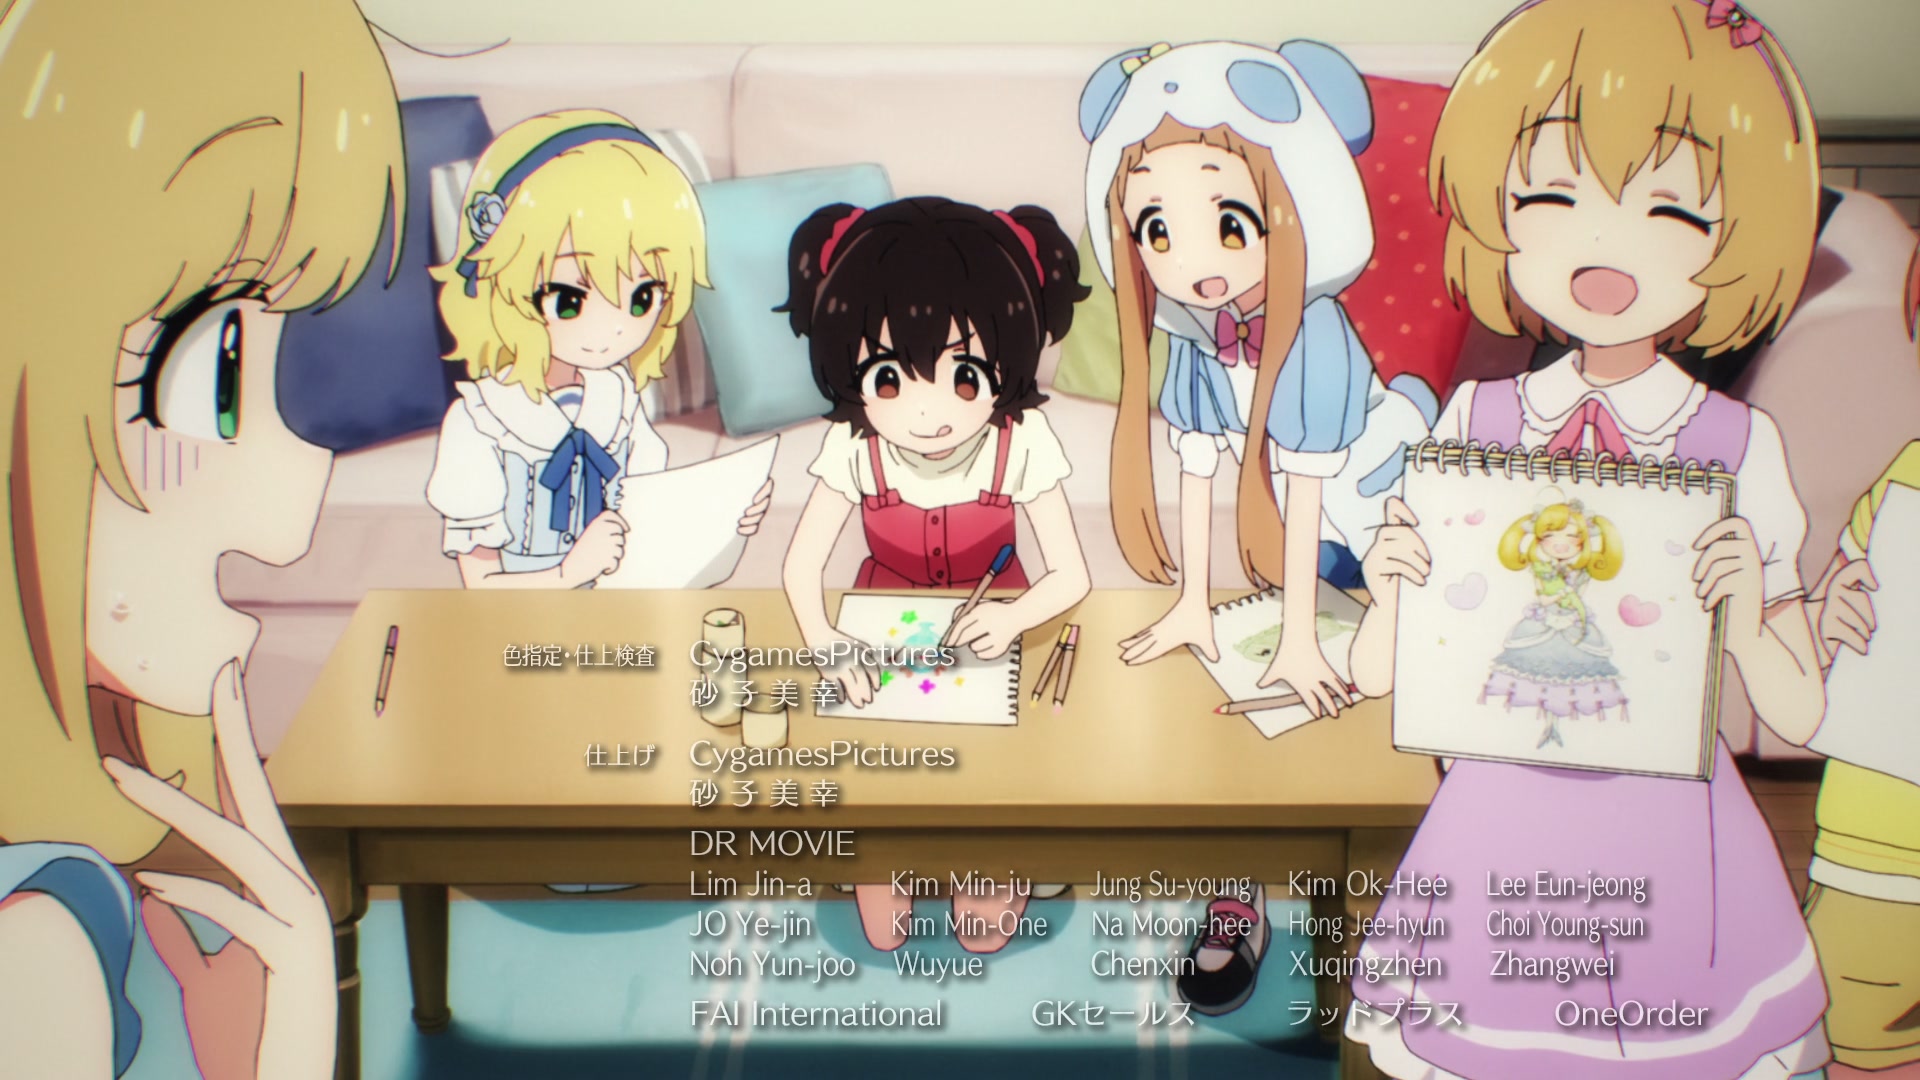 色指定・仕上検査 CygamesPictures
砂子美幸
仕上げ CygamesPictures
砂子美幸
DR MOVIE
Lim Jin-a Kim Min-ju Jung Su-young Kim Ok-Hee Lee Eun-jeong
JO Ye-jin Kim Min-One Na Moon-hee Hong Jee-hyun Choi Young-sun
Noh Yun-joo Wuyue Chenxin Xuqingzhen Zhangwei
FAI International GKセールス ラッドプラス OneOrder